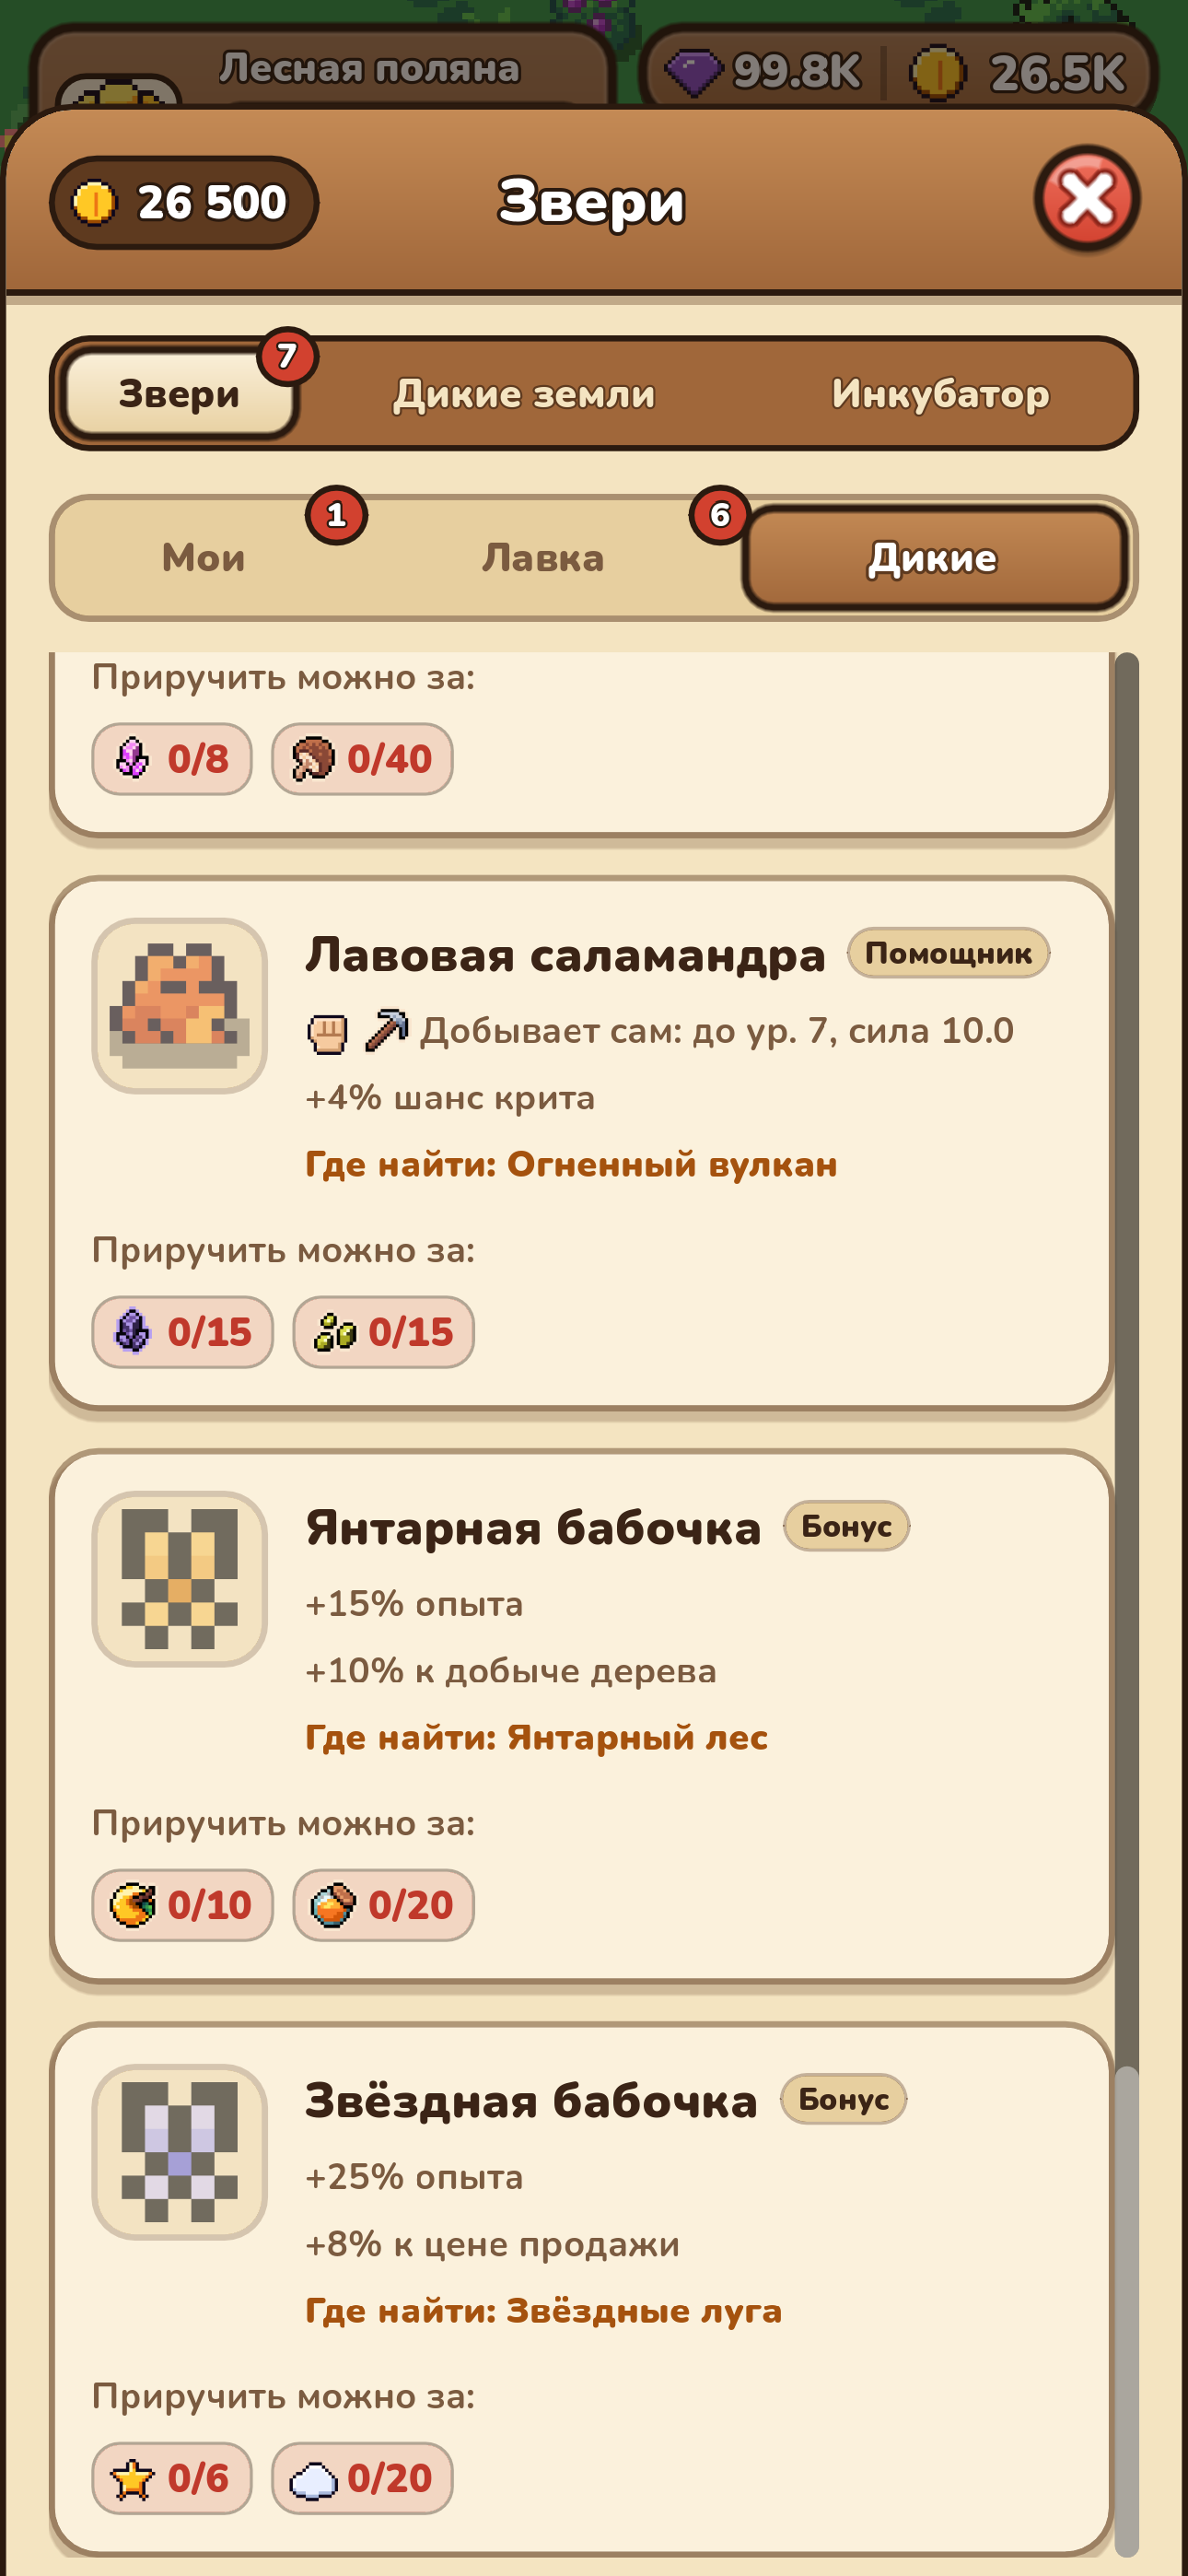 Лесная поляна
99.8K
26.5K
26 500
Звери
Звери
7
Дикие земли
Инкубатор
Мои
1
Лавка
6
Дикие
Приручить можно за:
0/8
0/40
Лавовая саламандра
Помощник
Добывает сам: до ур. 7, сила 10.0
+4% шанс крита
Где найти: Огненный вулкан
Приручить можно за:
0/15
0/15
Янтарная бабочка
Бонус
+15% опыта
+10% к добыче дерева
Где найти: Янтарный лес
Приручить можно за:
0/10
0/20
Звёздная бабочка
Бонус
+25% опыта
+8% к цене продажи
Где найти: Звёздные луга
Приручить можно за:
0/6
0/20